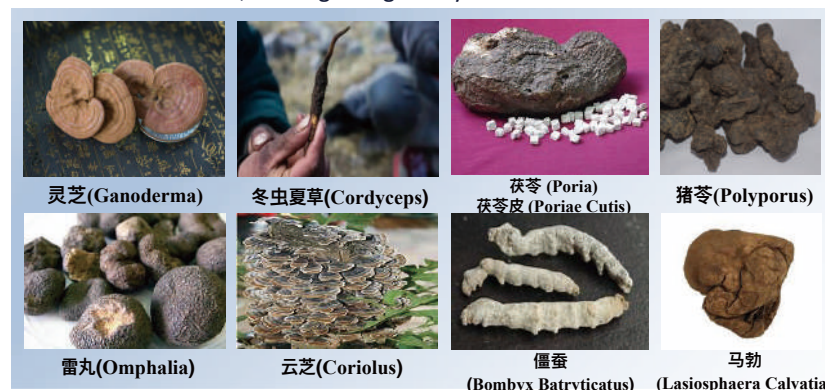 灵芝(Ganoderma)
冬虫夏草(Cordyceps)
茯苓 (Poria)
茯苓皮 (Poriae Cutis)
猪苓(Polyporus)
雷丸(Omphalia)
云芝(Coriolus)
僵蚕
(Bombyx Batryticatus)
马勃
(Lasiosphaera Calvatia